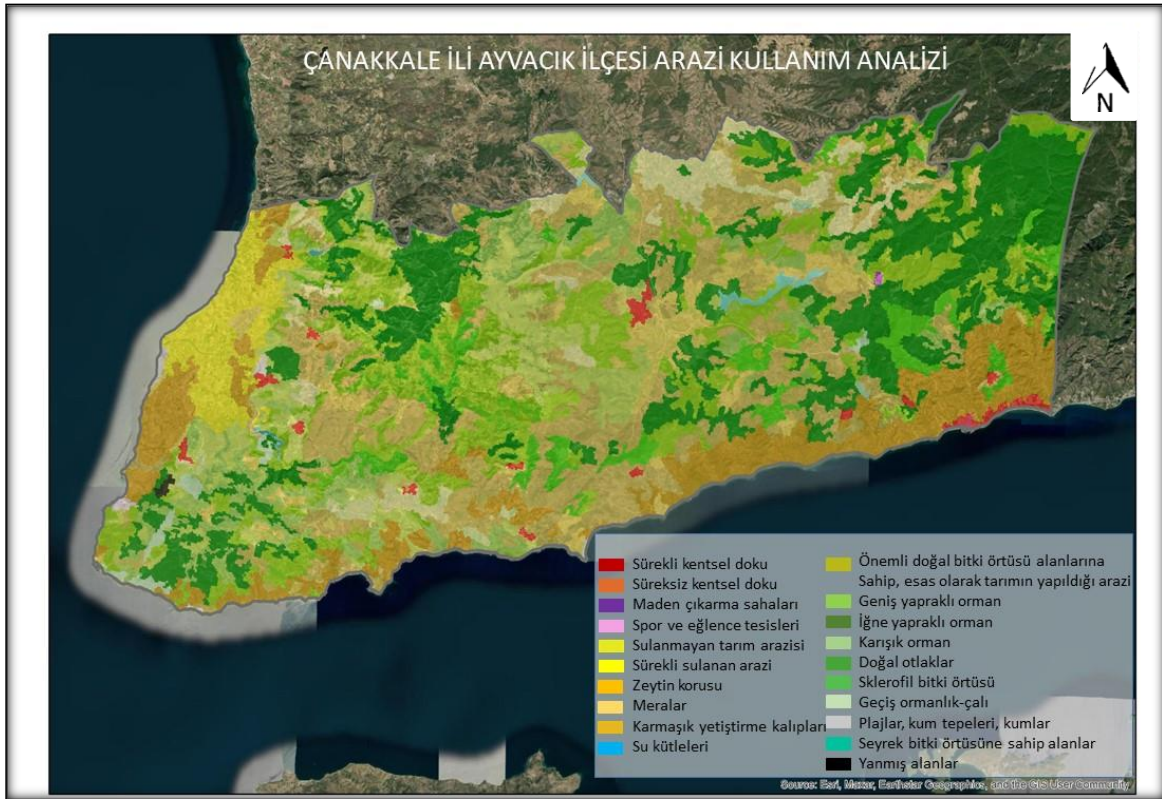 ÇANAKKALE İLİ AYVACIK İLÇESİ ARAZİ KULLANIM ANALİZİ
N
Sürekli kentsel doku
Süreksiz kentsel doku
Maden çıkarma sahaları
Spor ve eğlence tesisleri
Sulanmayan tarım arazisi
Sürekli sulanan arazi
Zeytin korusu
Meralar
Karmaşık yetiştirme kalıpları
Su kütleleri
Önemli doğal bitki örtüsü alanlarına
Sahip, esas olarak tarımın yapıldığı arazi
Geniş yapraklı orman
İğne yapraklı orman
Karışık orman
Doğal otlaklar
Sklerofil bitki örtüsü
Geçiş ormanlık-çalı
Plajlar, kum tepeleri, kumlar
Seyrek bitki örtüsüne sahip alanlar
Yanmış alanlar
Source: Esri, Maxar, Earthstar Geographics, and the GIS User Community